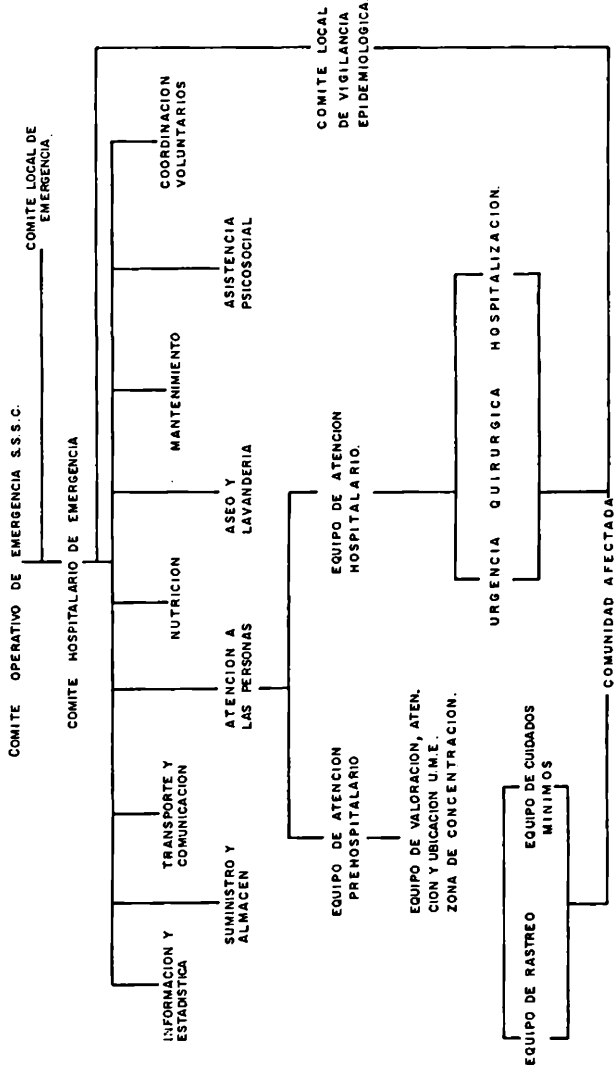 COMITE OPERATIVO DE EMERGENCIA S.S.S.C.
COMITE LOCAL DE
EMERGENCIA.
COMITE HOSPITALARIO DE EMERGENCIA
INFORMACION Y
ESTADISTICA
SUMINISTRO Y
ALMACEN
TRANSPORTE Y
COMUNICACION
ATENCION A
LAS PERSONAS
NUTRICION
ASEO Y
LAVANDERIA
MANTENIMIENTO
ASISTENCIA
PSICOSOCIAL
COORDINACION
VOLUNTARIOS
COMITE LOCAL
DE VIGILANCIA
EPIDEMIOLOGICA
EQUIPO DE ATENCION
PREHOSPITALARIO
EQUIPO DE ATENCION
HOSPITALARIO.
EQUIPO DE VALORACION, ATEN.
CION Y UBICACION U.M.E.
ZONA DE CONCENTRACION.
URGENCIA QUIRURGICA HOSPITALIZACION.
EQUIPO DE RASTREO
EQUIPO DE CUIDADOS
MINIMOS
COMUNIDAD AFECTADA